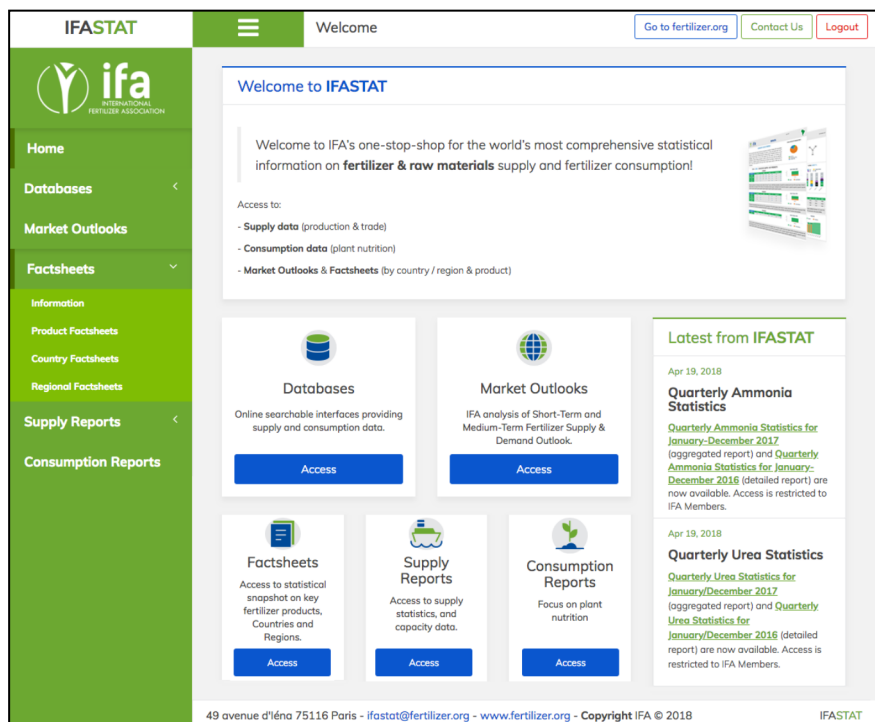 IFASTAT
Welcome
Go to fertilizer.org
Contact Us
Logout
ifa
INTERNATIONAL
FERTILIZER ASSOCIATION
Home
Databases
Market Outlooks
Factsheets
Information
Product Factsheets
Country Factsheets
Regional Factsheets
Supply Reports
Consumption Reports
Welcome to IFASTAT
Welcome to IFA's one-stop-shop for the world's most comprehensive statistical
information on fertilizer & raw materials supply and fertilizer consumption!
Access to:
- Supply data (production & trade)
- Consumption data (plant nutrition)
- Market Outlooks & Factsheets (by country / region & product)
Databases
Online searchable interfaces providing
supply and consumption data.
Access
Market Outlooks
IFA analysis of Short-Term and
Medium-Term Fertilizer Supply &
Demand Outlook.
Access
Factsheets
Access to statistical
snapshot on key
fertilizer products,
Countries and
Regions.
Access
Supply
Reports
Access to supply
statistics, and
capacity data.
Access
Consumption
Reports
Focus on plant
nutrition
Access
Latest from IFASTAT
Apr 19, 2018
Quarterly Ammonia
Statistics
Quarterly Ammonia Statistics for
January-December 2017
(aggregated report) and Quarterly
Ammonia Statistics for January-
December 2016 (detailed report) are
now available. Access is restricted to
IFA Members.
Apr 19, 2018
Quarterly Urea Statistics
Quarterly Urea Statistics for
January/December 2017
(aggregated report) and Quarterly
Urea Statistics for
January/December 2016 (detailed
report) are now available. Access is
restricted to IFA Members.
49 avenue d'Iéna 75116 Paris - ifastat@fertilizer.org - www.fertilizer.org - Copyright IFA © 2018
IFASTAT